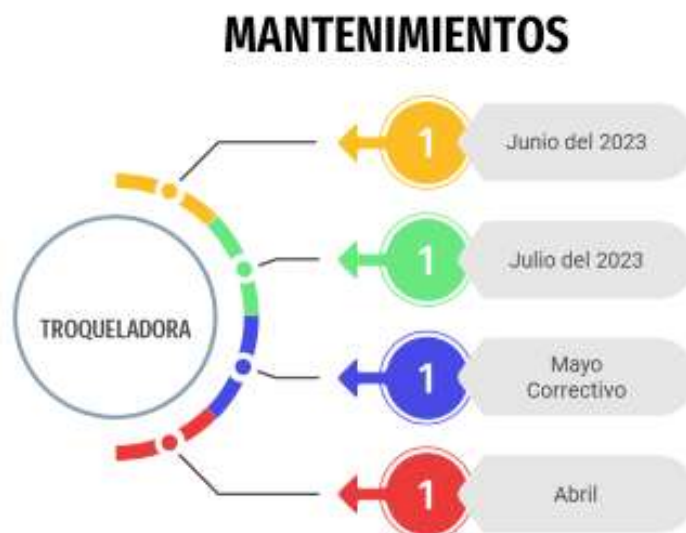 MANTENIMIENTOS
1
Junio del 2023
1
Julio del 2023
TROQUELADORA
1
Mayo
Correctivo
1
Abril